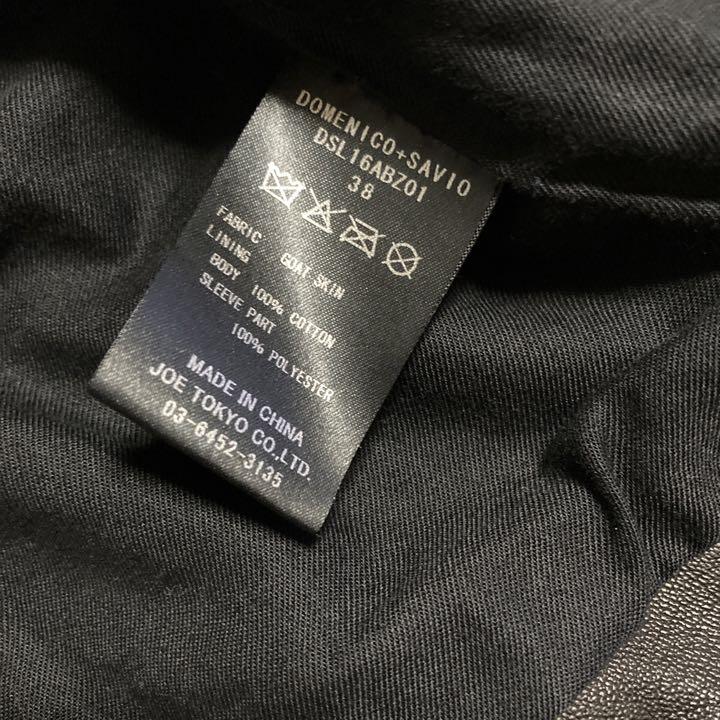 DOMENICO+SAVIO
DSL16ABZ01
38
FABRIC GOAT SKIN
LINING
BODY 100% COTTON
SLEEVE PART
100% POLYESTER
MADE IN CHINA
JOE TOKYO CO.,LTD.
03-6452-3135